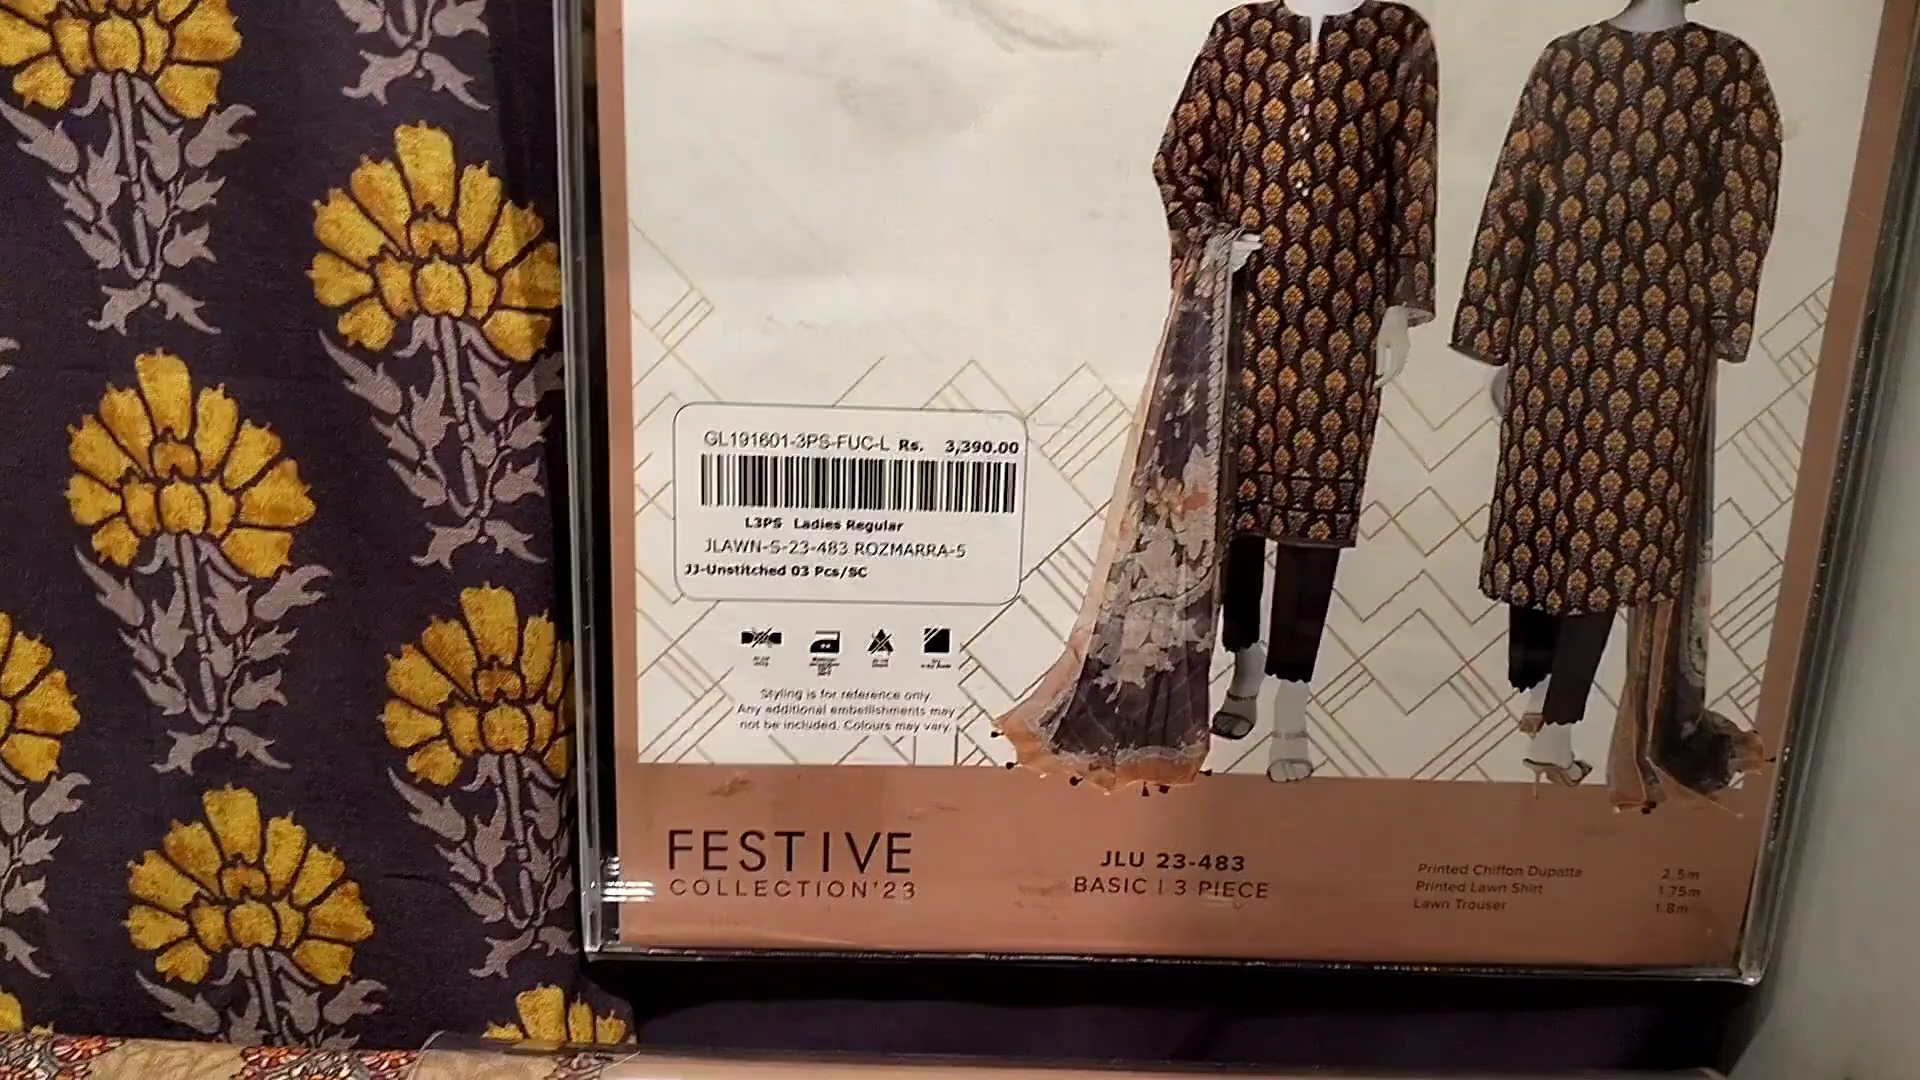 GL191601-3PS-FUC-L Rs. 3,390.00
L3PS Ladies Regular
JLAWN-S-23-483 ROZMARRA-5
JJ-Unstitched 03 Pcs/SC
Styling is for reference only.
Any additional embellishments may
not be included. Colours may vary.
FESTIVE
COLLECTION'23
JLU 23-483
BASIC | 3 PIECE
Printed Chiffon Dupatta 2.5m
Printed Lawn Shirt 1.75m
Lawn Trouser 1.8m